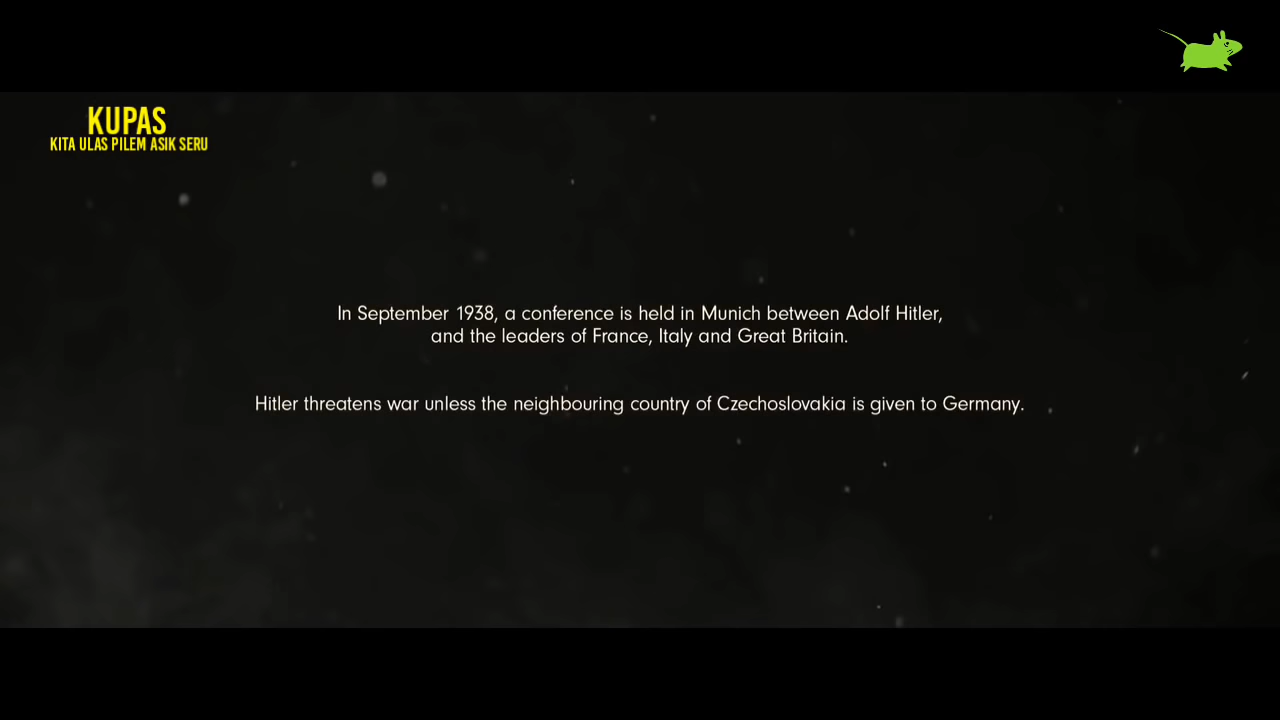 KUPAS
KITA ULAS PILEM ASIK SERU
In September 1938, a conference is held in Munich between Adolf Hitler,
and the leaders of France, Italy and Great Britain.
Hitler threatens war unless the neighbouring country of Czechoslovakia is given to Germany.